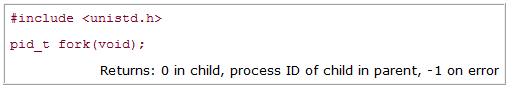 #include <unistd.h>
pid_t fork(void);
Returns: 0 in child, process ID of child in parent, -1 on error